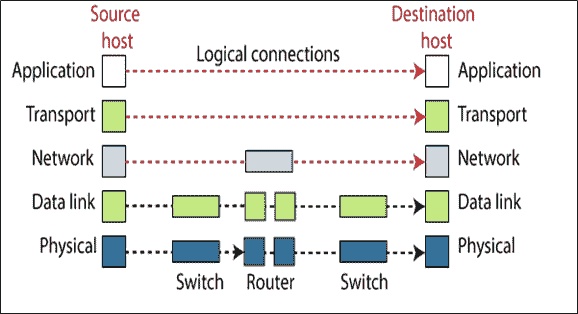 Source host
Destination host
Logical connections
Application
Application
Transport
Transport
Network
Network
Data link
Data link
Physical
Physical
Switch
Router
Switch